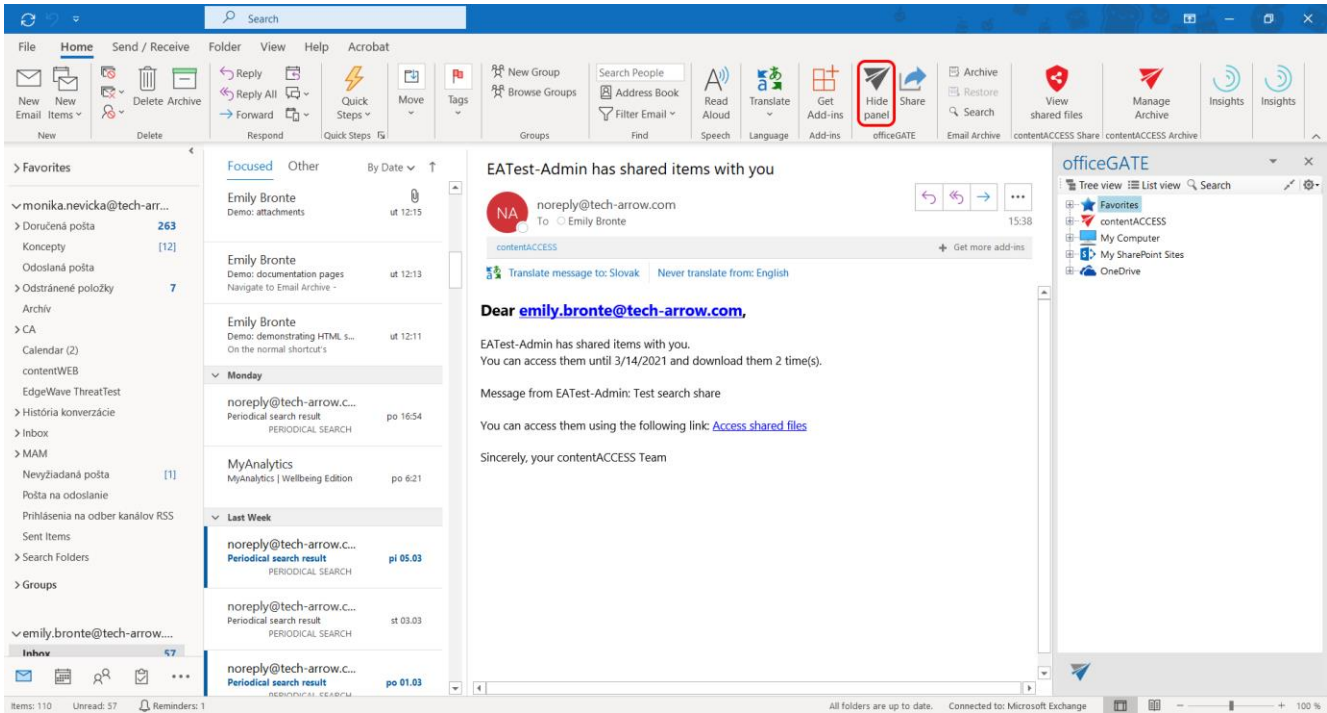 Search
File Home Send / Receive Folder View Help Acrobat
New Email
New Items
Delete
Archive
Reply
Reply All
Forward
Quick Steps
Move
Tags
New Group
Browse Groups
Search People
Address Book
Filter Email
Read Aloud
Translate
Get Add-ins
Hide panel
Share
Archive
Restore
Search
View shared files
Manage Archive
Insights
Insights
New
Delete
Respond
Quick Steps
Groups
Find
Speech
Language
Add-ins
officeGATE
Email Archive
contentACCESS Share
contentACCESS Archive
Favorites
monika.nevicka@tech-arr...
Doručená pošta 263
Koncepty [12]
Odoslaná pošta
Odstránené položky 7
Archív
CA
Calendar (2)
contentWEB
EdgeWave ThreatTest
História konverzácie
Inbox
MAM
Nevyžiadaná pošta [1]
Pošta na odoslanie
Prihlásenia na odber kanálov RSS
Sent Items
Search Folders
Groups
emily.bronte@tech-arrow....
Inbox 57
Focused Other By Date
Emily Bronte
Demo: attachments ut 12:15
Emily Bronte
Demo: documentation pages ut 12:13
Navigate to Email Archive -
Emily Bronte
Demo: demonstrating HTML s... ut 12:11
On the normal shortcut's
Monday
noreply@tech-arrow.c...
Periodical search result po 16:54
PERIODICAL SEARCH
MyAnalytics
MyAnalytics | Wellbeing Edition po 6:21
Last Week
noreply@tech-arrow.c...
Periodical search result pi 05.03
PERIODICAL SEARCH
noreply@tech-arrow.c...
Periodical search result st 03.03
PERIODICAL SEARCH
noreply@tech-arrow.c...
Periodical search result po 01.03
PERIODICAL SEARCH
EATest-Admin has shared items with you
NA
noreply@tech-arrow.com
To Emily Bronte
15:38
contentACCESS
Get more add-ins
Translate message to: Slovak Never translate from: English
Dear emily.bronte@tech-arrow.com,
EATest-Admin has shared items with you.
You can access them until 3/14/2021 and download them 2 time(s).
Message from EATest-Admin: Test search share
You can access them using the following link: Access shared files
Sincerely, your contentACCESS Team
officeGATE
Tree view List view Search
Favorites
contentACCESS
My Computer
My SharePoint Sites
OneDrive
Items: 110 Unread: 57 Reminders: 1
All folders are up to date. Connected to: Microsoft Exchange
100 %